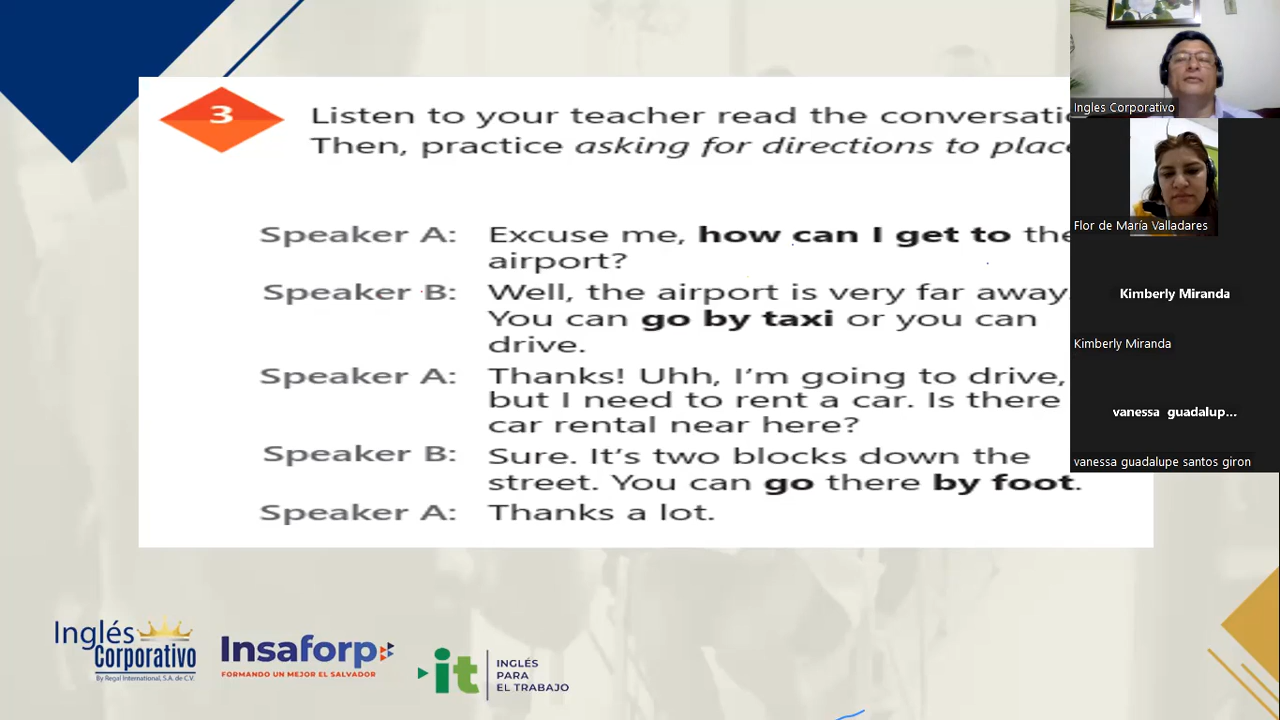 3
Listen to your teacher read the
Then, practice asking for directions to
Speaker A: Excuse me, how can I get to the
airport?
Speaker B: Well, the airport is very far away.
You can go by taxi or you can
drive.
Speaker A: Thanks! Uhh, I'm going to drive,
but I need to rent a car. Is there
car rental near here?
Speaker B: Sure. It's two blocks down the
street. You can go there by foot.
Speaker A: Thanks a lot.
Ingles Corporativo
Flor de María Valladares
Kimberly Miranda
Kimberly Miranda
vanessa guadalup...
vanessa guadalupe santos giron
Inglés
Corporativo
By Regal International, S.A. de C.V.
Insaforp
FORMANDO UN MEJOR EL SALVADOR
it
INGLÉS
PARA
EL TRABAJO